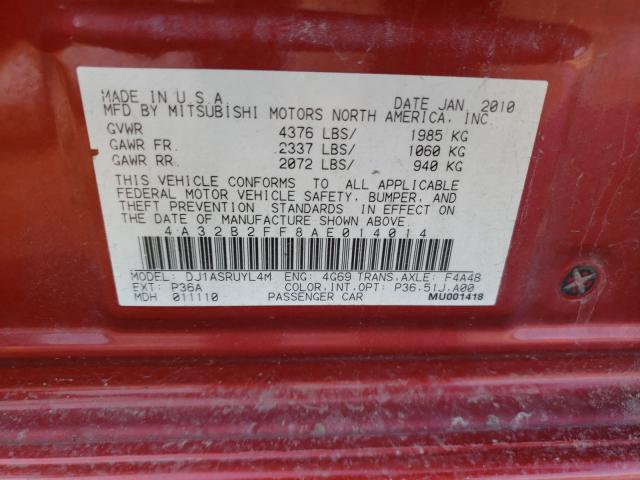 MADE IN U.S.A DATE JAN 2010
MFD BY MITSUBISHI MOTORS NORTH AMERICA, INC
GVWR 4376 LBS/ 1985 KG
GAWR FR. 2337 LBS/ 1060 KG
GAWR RR. 2072 LBS/ 940 KG
THIS VEHICLE CONFORMS TO ALL APPLICABLE
FEDERAL MOTOR VEHICLE SAFETY, BUMPER, AND
THEFT PREVENTION STANDARDS IN EFFECT ON
THE DATE OF MANUFACTURE SHOWN ABOVE.
4A32B2FF8AE014014
MODEL: DJ1ASRUYL4M ENG: 4G69 TRANS.AXLE: F4A4B
EXT: P36A COLOR.INT.OPT: P36.51J.A00
MDH 011110 PASSENGER CAR MU001418